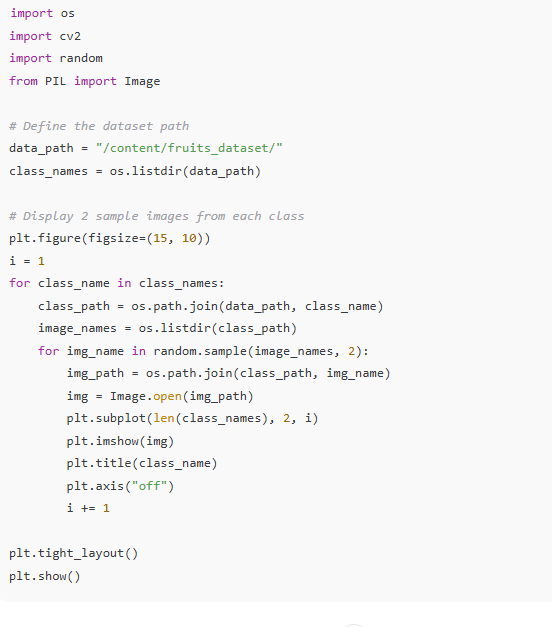 import os
import cv2
import random
from PIL import Image

# Define the dataset path
data_path = "/content/fruits_dataset/"
class_names = os.listdir(data_path)

# Display 2 sample images from each class
plt.figure(figsize=(15, 10))
i = 1
for class_name in class_names:
    class_path = os.path.join(data_path, class_name)
    image_names = os.listdir(class_path)
    for img_name in random.sample(image_names, 2):
        img_path = os.path.join(class_path, img_name)
        img = Image.open(img_path)
        plt.subplot(len(class_names), 2, i)
        plt.imshow(img)
        plt.title(class_name)
        plt.axis("off")
        i += 1

plt.tight_layout()
plt.show()